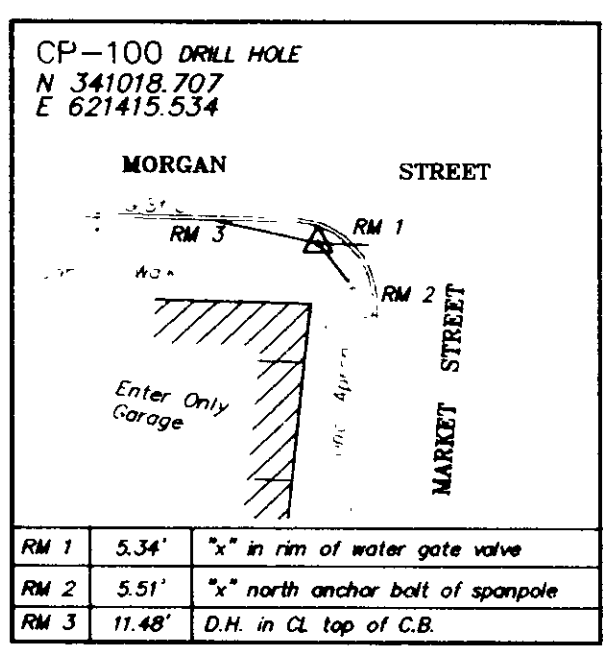 CP-100 DRILL HOLE
N 341018.707
E 621415.534
MORGAN STREET
RM 3
RM 1
RM 2
MARKET STREET
Enter Only
Garage
RM 1 5.34' "x" in rim of water gate valve
RM 2 5.51' "x" north anchor bolt of spanpole
RM 3 11.48' D.H. in CL top of C.B.